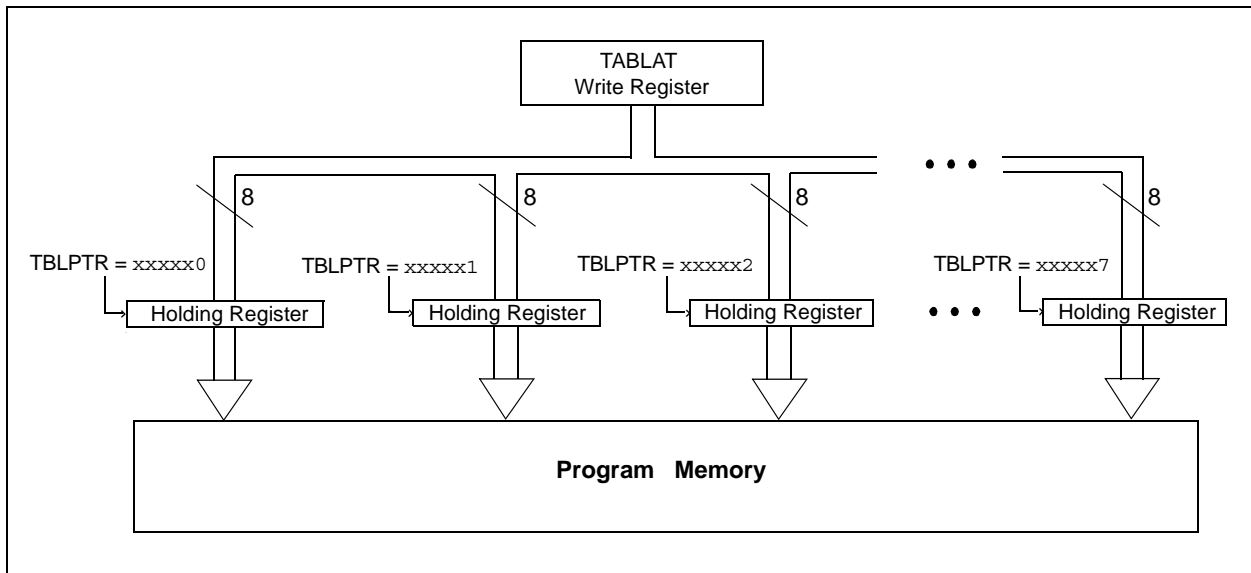 TABLAT
Write Register
8
8
8
8
TBLPTR = xxxxx0
TBLPTR = xxxxx1
TBLPTR = xxxxx2
TBLPTR = xxxxx7
Holding Register
Holding Register
Holding Register
Holding Register
Program Memory